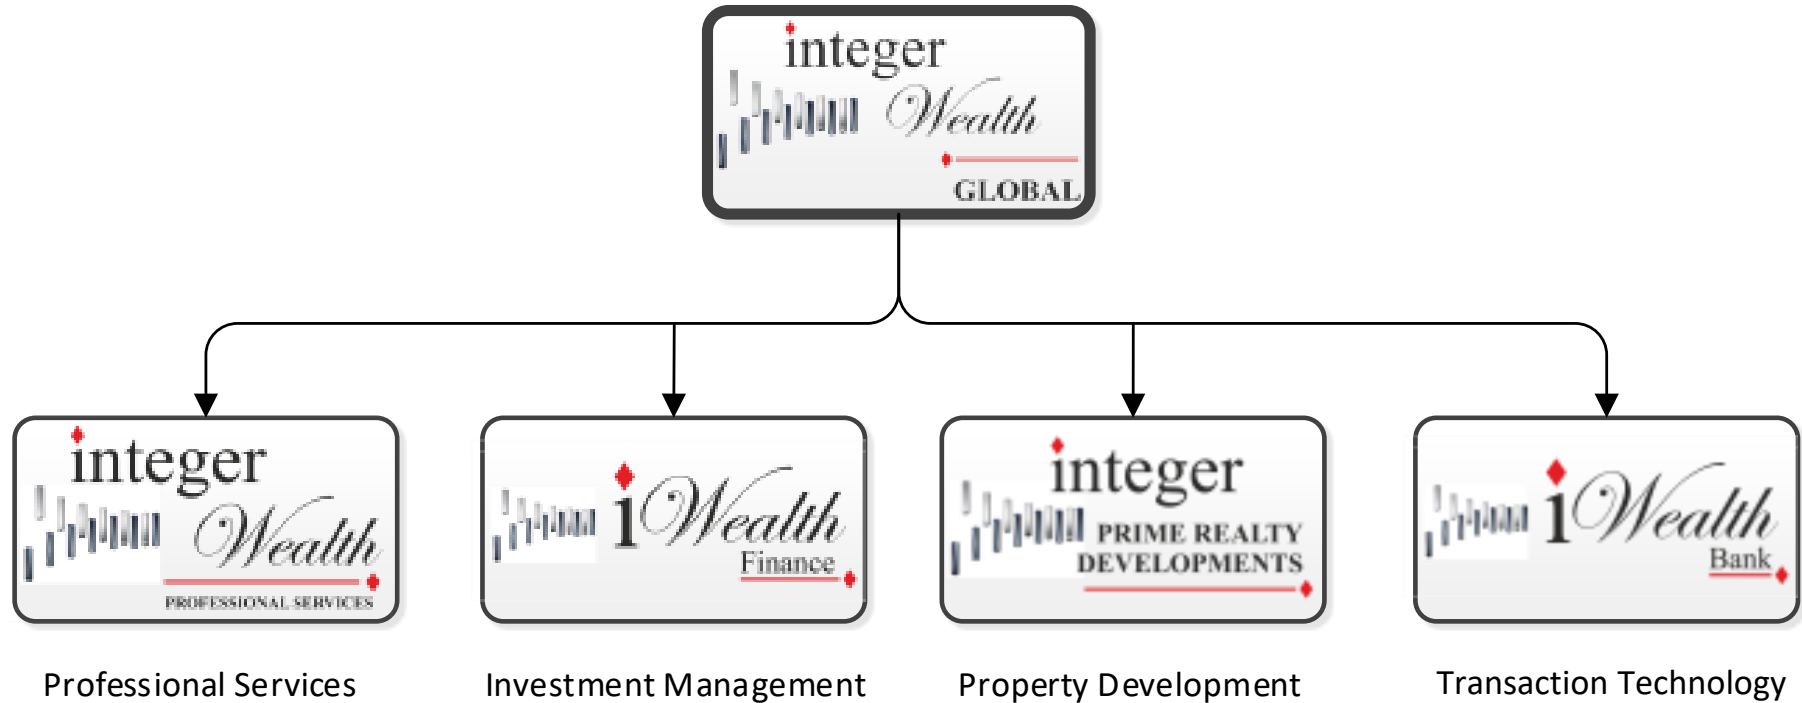 integer
Wealth
GLOBAL
integer
Wealth
PROFESSIONAL SERVICES
iWealth
Finance
integer
PRIME REALTY
DEVELOPMENTS
iWealth
Bank
Professional Services
Investment Management
Property Development
Transaction Technology